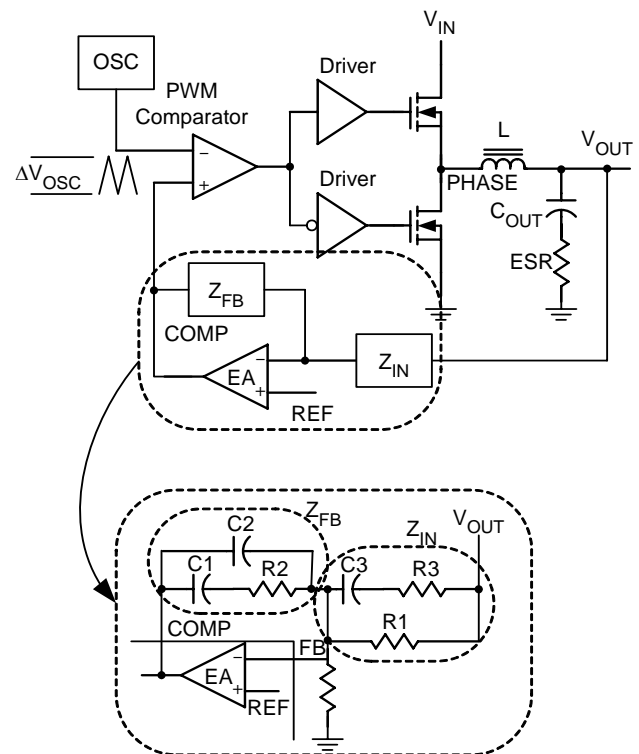 V_IN
OSC
Driver
PWM
Comparator
L
V_OUT
−
+
ΔV_OSC
Driver
PHASE
C_OUT
ESR
Z_FB
COMP
−
EA
+
Z_IN
REF
Z_FB
C2
Z_IN
V_OUT
C1
R2
C3
R3
R1
COMP
FB
−
EA
+
REF